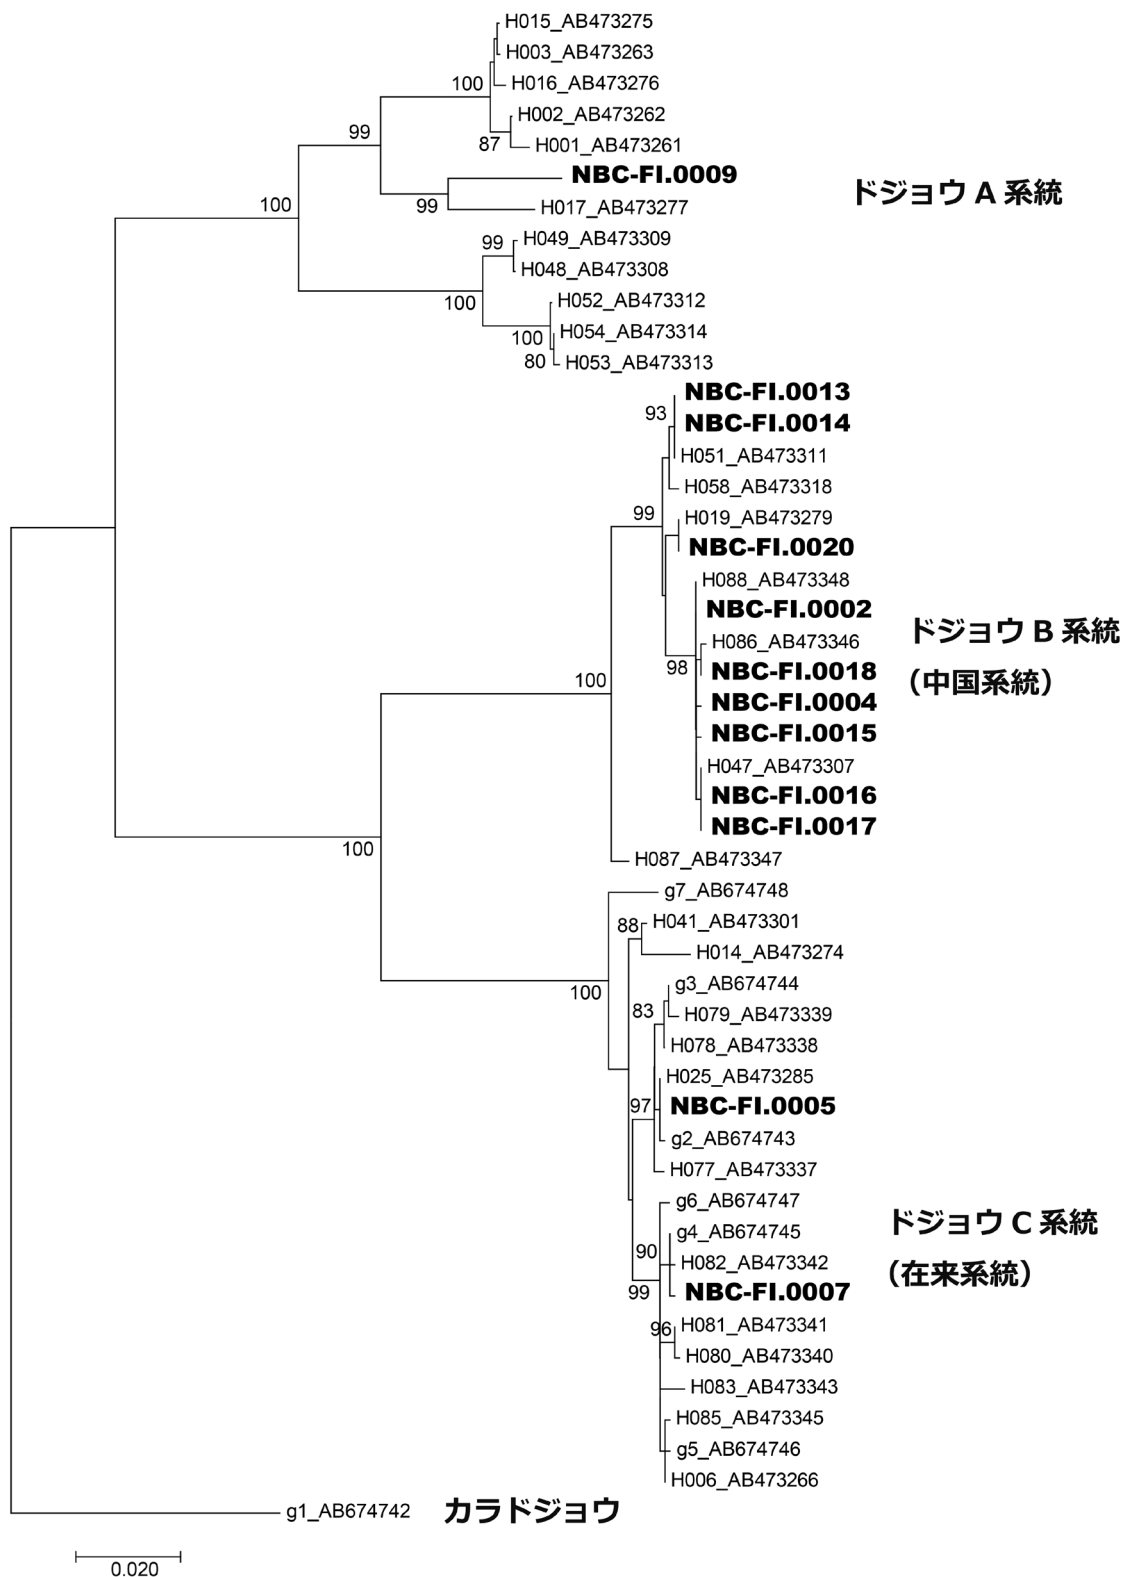 H015_AB473275
H003_AB473263
100
H016_AB473276
H002_AB473262
99
87
H001_AB473261
NBC-FI.0009
ドジョウ A 系統
100
99
H017_AB473277
99
H049_AB473309
H048_AB473308
100
H052_AB473312
100
H054_AB473314
80
H053_AB473313
NBC-FI.0013
93
NBC-FI.0014
H051_AB473311
H058_AB473318
99
H019_AB473279
NBC-FI.0020
H088_AB473348
NBC-FI.0002
ドジョウ B 系統
H086_AB473346
98
NBC-FI.0018
（中国系統）
100
NBC-FI.0004
NBC-FI.0015
H047_AB473307
NBC-FI.0016
NBC-FI.0017
100
H087_AB473347
g7_AB674748
88
H041_AB473301
H014_AB473274
100
g3_AB674744
83
H079_AB473339
H078_AB473338
H025_AB473285
97
NBC-FI.0005
g2_AB674743
H077_AB473337
g6_AB674747
ドジョウ C 系統
g4_AB674745
90
H082_AB473342
（在来系統）
99
NBC-FI.0007
96
H081_AB473341
H080_AB473340
H083_AB473343
H085_AB473345
g5_AB674746
H006_AB473266
g1_AB674742
カラドジョウ
0.020